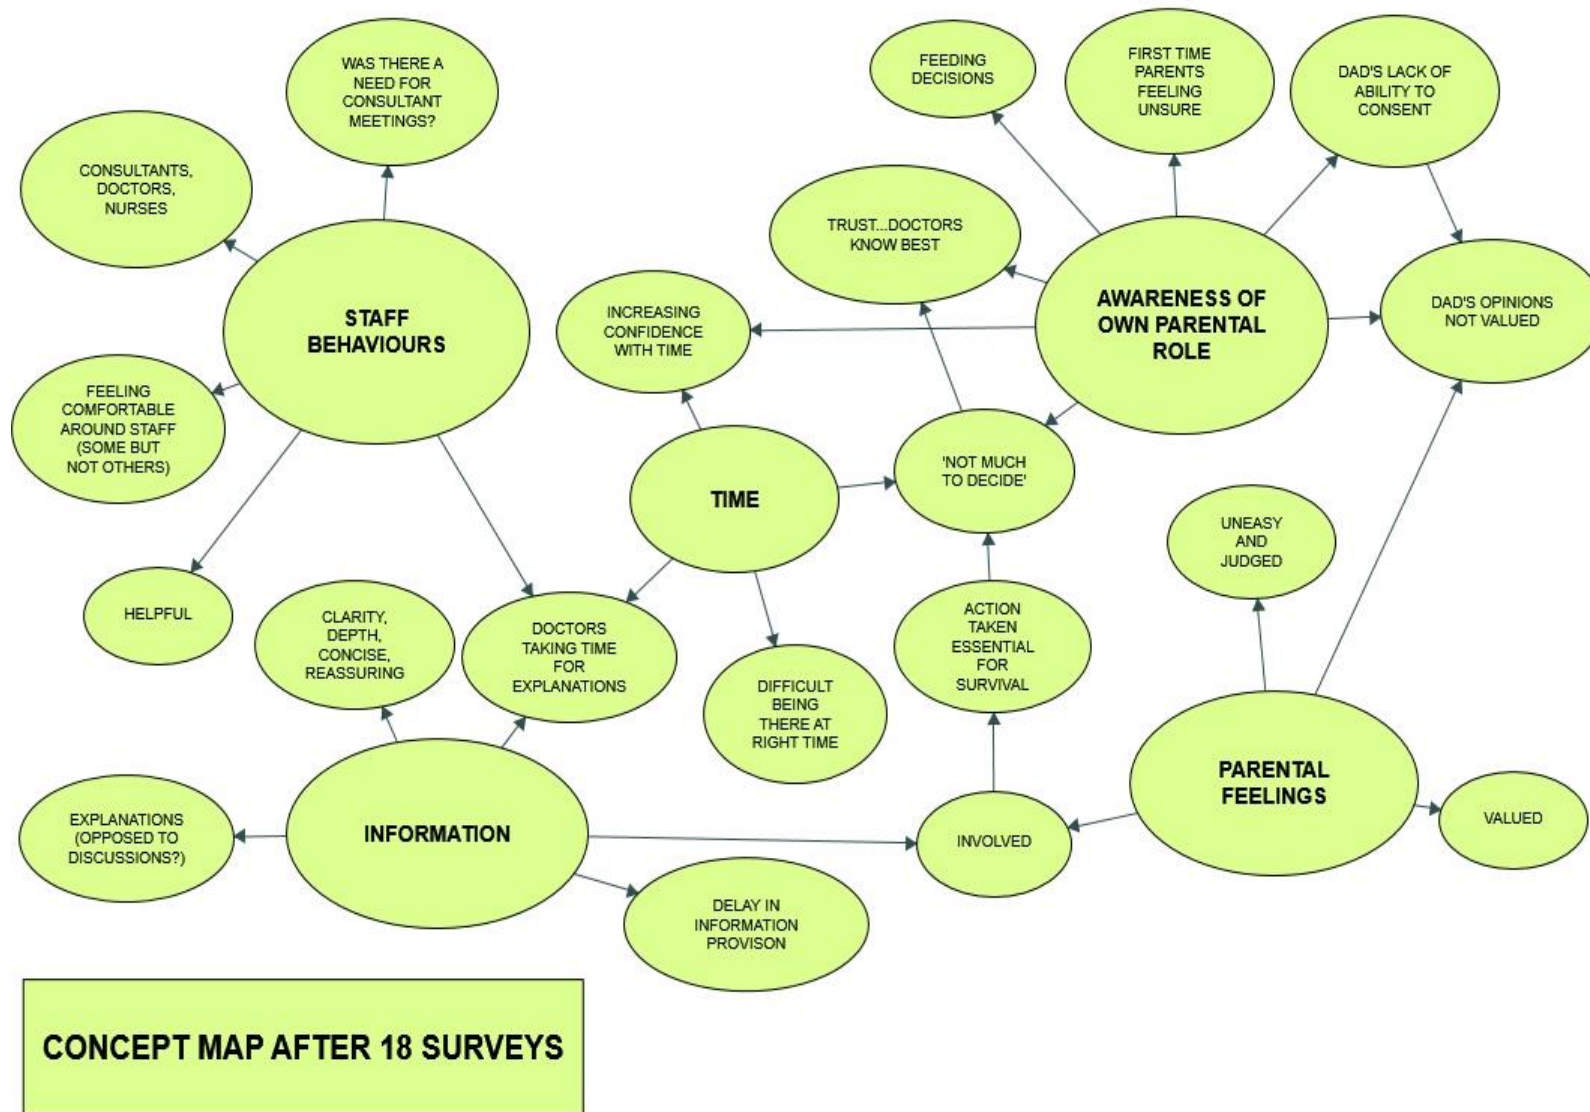 WAS THERE A
NEED FOR
CONSULTANT
MEETINGS?
CONSULTANTS,
DOCTORS,
NURSES
STAFF
BEHAVIOURS
FEELING
COMFORTABLE
AROUND STAFF
(SOME BUT
NOT OTHERS)
HELPFUL
FEEDING
DECISIONS
FIRST TIME
PARENTS
FEELING
UNSURE
DAD'S LACK OF
ABILITY TO
CONSENT
TRUST...DOCTORS
KNOW BEST
AWARENESS OF
OWN PARENTAL
ROLE
DAD'S OPINIONS
NOT VALUED
INCREASING
CONFIDENCE
WITH TIME
TIME
'NOT MUCH
TO DECIDE'
UNEASY
AND
JUDGED
CLARITY,
DEPTH,
CONCISE,
REASSURING
DOCTORS
TAKING TIME
FOR
EXPLANATIONS
DIFFICULT
BEING
THERE AT
RIGHT TIME
ACTION
TAKEN
ESSENTIAL
FOR
SURVIVAL
PARENTAL
FEELINGS
VALUED
EXPLANATIONS
(OPPOSED TO
DISCUSSIONS?)
INFORMATION
INVOLVED
DELAY IN
INFORMATION
PROVISON
CONCEPT MAP AFTER 18 SURVEYS